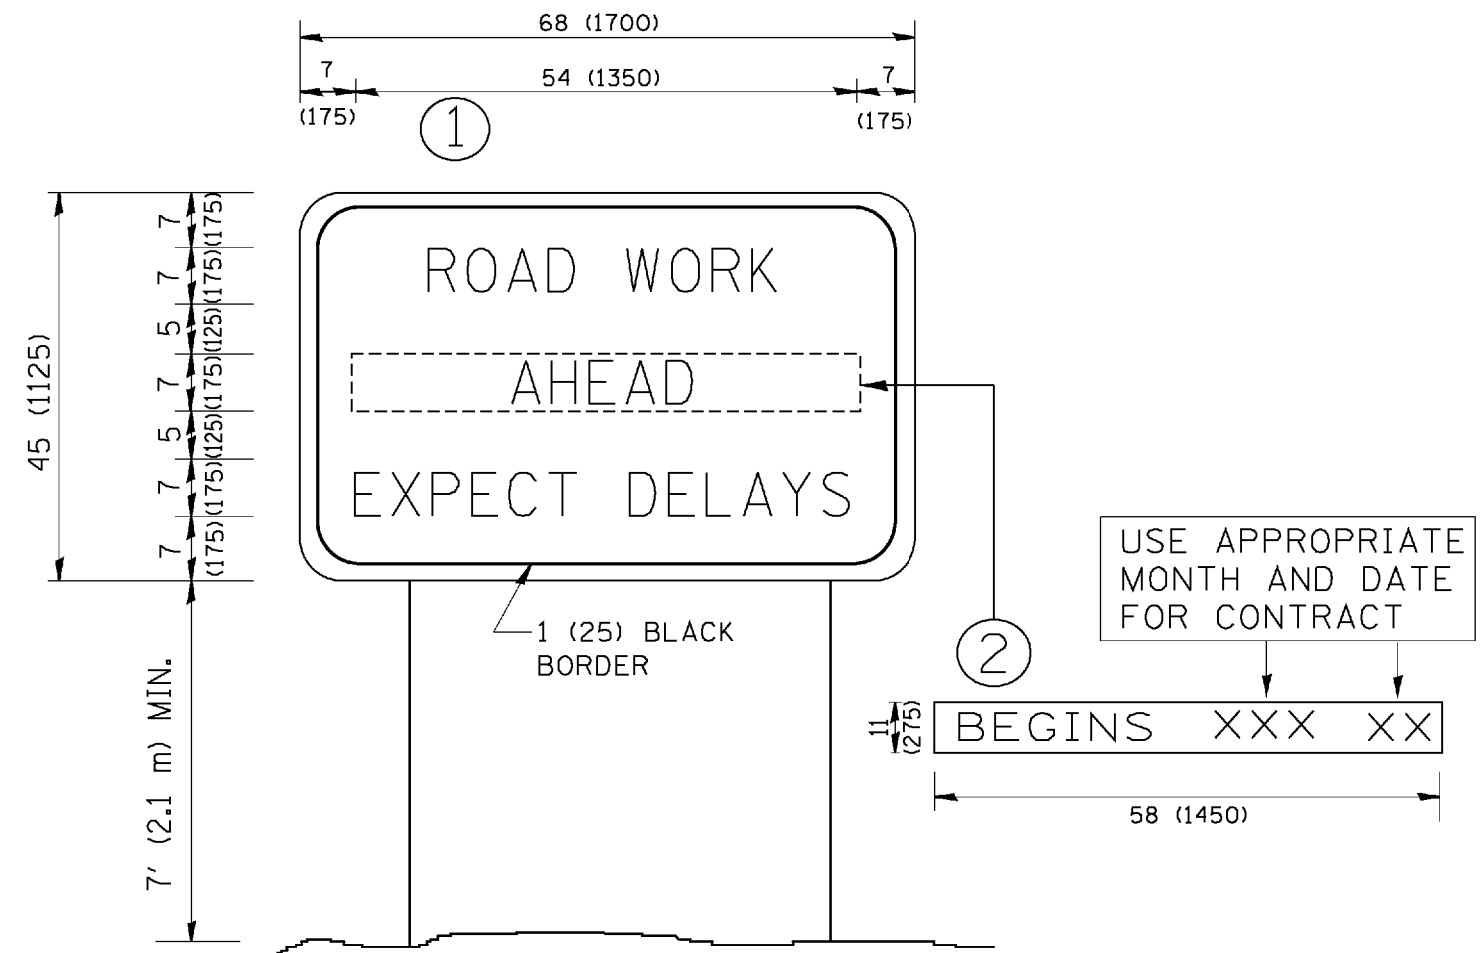 68 (1700)
7
54 (1350)
7
(175)
(175)
1
ROAD WORK
AHEAD
EXPECT DELAYS
45 (1125)
7 (175)
7 (175)
5 (125)
7 (175)
5 (125)
7 (175)
7 (175)
7' (2.1 m) MIN.
1 (25) BLACK
BORDER
USE APPROPRIATE
MONTH AND DATE
FOR CONTRACT
2
11
(275)
BEGINS XXX XX
58 (1450)